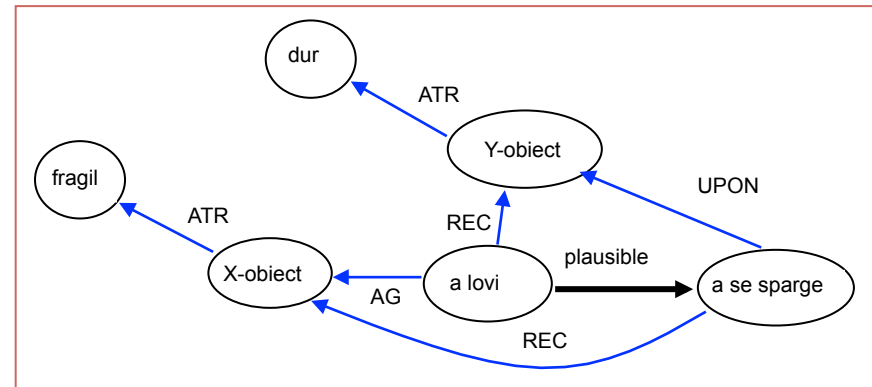 dur
ATR
Y-obiect
fragil
UPON
ATR
REC
plausible
X-obiect
a lovi
a se sparge
AG
REC